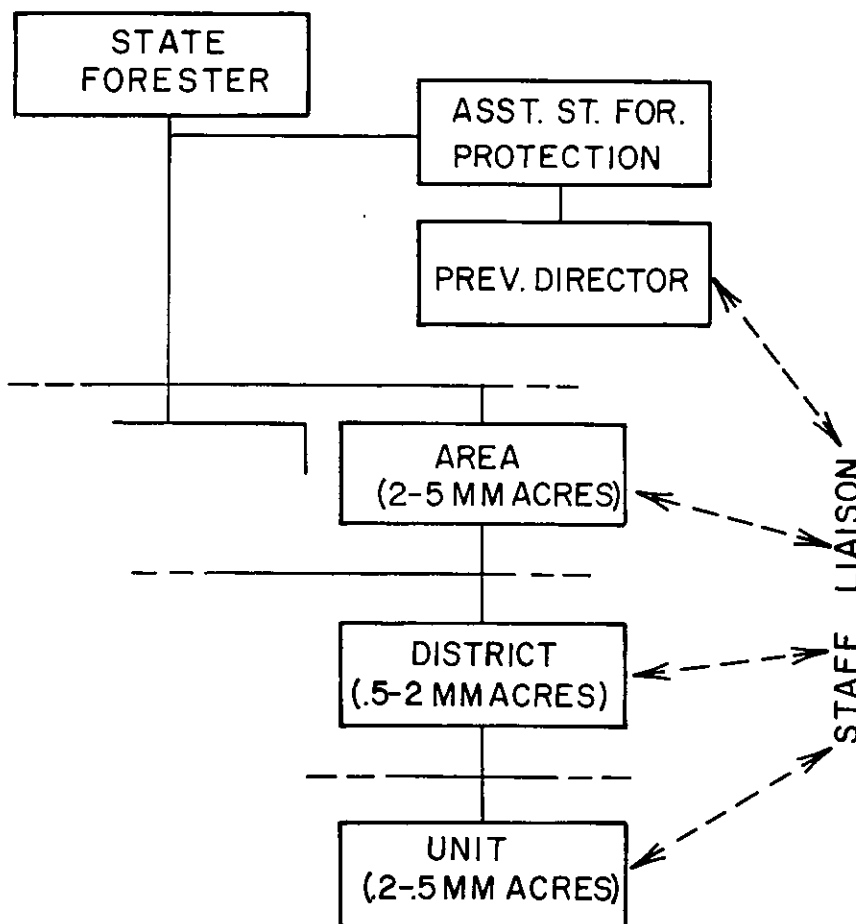 STATE
FORESTER
ASST. ST. FOR.
PROTECTION
PREV. DIRECTOR
AREA
(2-5 MM ACRES)
DISTRICT
(.5-2 MM ACRES)
UNIT
(.2-.5 MM ACRES)
STAFF LIAISON